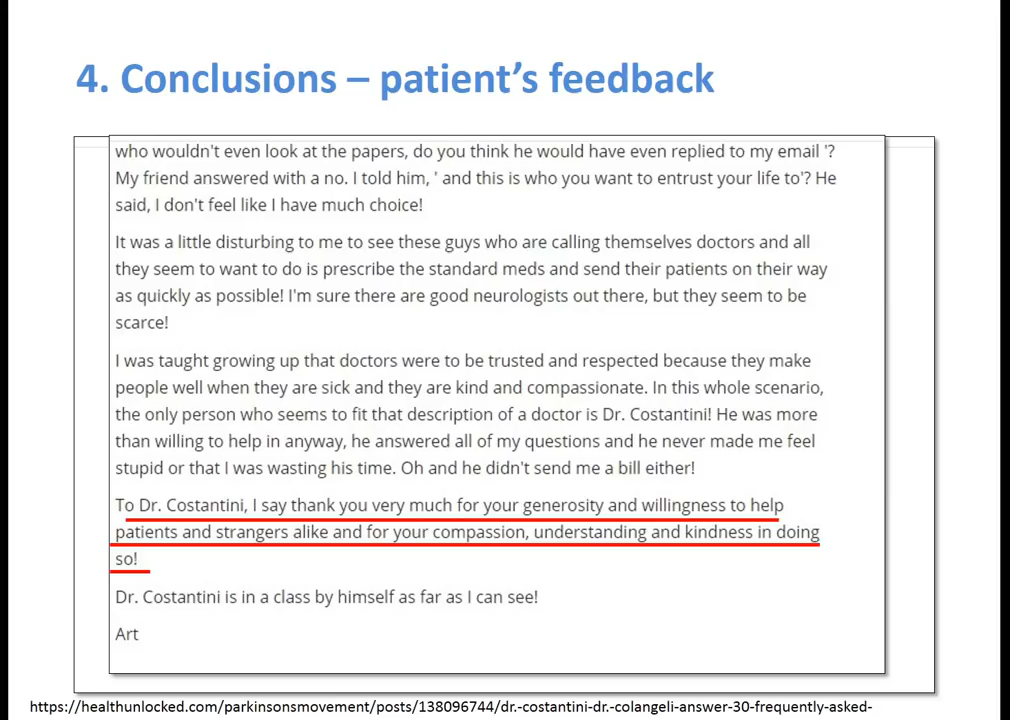 4. Conclusions – patient’s feedback
who wouldn't even look at the papers, do you think he would have even replied to my email '?
My friend answered with a no. I told him, ' and this is who you want to entrust your life to'? He
said, I don't feel like I have much choice!
It was a little disturbing to me to see these guys who are calling themselves doctors and all
they seem to want to do is prescribe the standard meds and send their patients on their way
as quickly as possible! I'm sure there are good neurologists out there, but they seem to be
scarce!
I was taught growing up that doctors were to be trusted and respected because they make
people well when they are sick and they are kind and compassionate. In this whole scenario,
the only person who seems to fit that description of a doctor is Dr. Costantini! He was more
than willing to help in anyway, he answered all of my questions and he never made me feel
stupid or that I was wasting his time. Oh and he didn't send me a bill either!
To Dr. Costantini, I say thank you very much for your generosity and willingness to help
patients and strangers alike and for your compassion, understanding and kindness in doing
so!
Dr. Costantini is in a class by himself as far as I can see!
Art
https://healthunlocked.com/parkinsonsmovement/posts/138096744/dr.-costantini-dr.-colangeli-answer-30-frequently-asked-